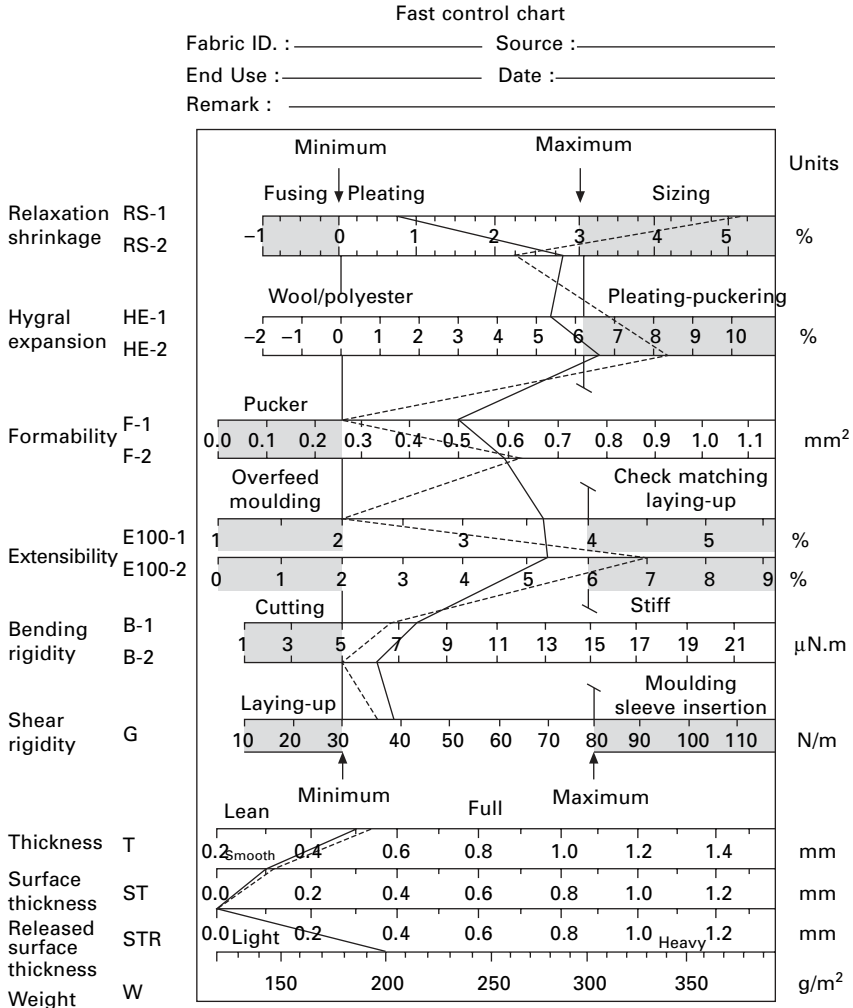 Fast control chart
Fabric ID. : Source :
End Use : Date :
Remark :
Minimum Maximum
Units
Fusing Pleating Sizing
Relaxation shrinkage
RS-1
RS-2
–1 0 1 2 3 4 5
%
Wool/polyester Pleating-puckering
Hygral expansion
HE-1
HE-2
–2 –1 0 1 2 3 4 5 6 7 8 9 10
%
Pucker
Formability
F-1
F-2
0.0 0.1 0.2 0.3 0.4 0.5 0.6 0.7 0.8 0.9 1.0 1.1
mm²
Overfeed moulding
Check matching laying-up
Extensibility
E100-1
1 2 3 4 5
%
E100-2
0 1 2 3 4 5 6 7 8 9
%
Cutting Stiff
Bending rigidity
B-1
B-2
1 3 5 7 9 11 13 15 17 19 21
μN.m
Laying-up
Moulding sleeve insertion
Shear rigidity
G
10 20 30 40 50 60 70 80 90 100 110
N/m
Minimum Maximum
Lean Full
Thickness T
0.2 0.4 0.6 0.8 1.0 1.2 1.4
mm
Smooth
Surface thickness
ST
0.0 0.2 0.4 0.6 0.8 1.0 1.2
mm
Released surface thickness
STR
0.0 0.2 0.4 0.6 0.8 1.0 1.2
mm
Light Heavy
Weight W
150 200 250 300 350
g/m²